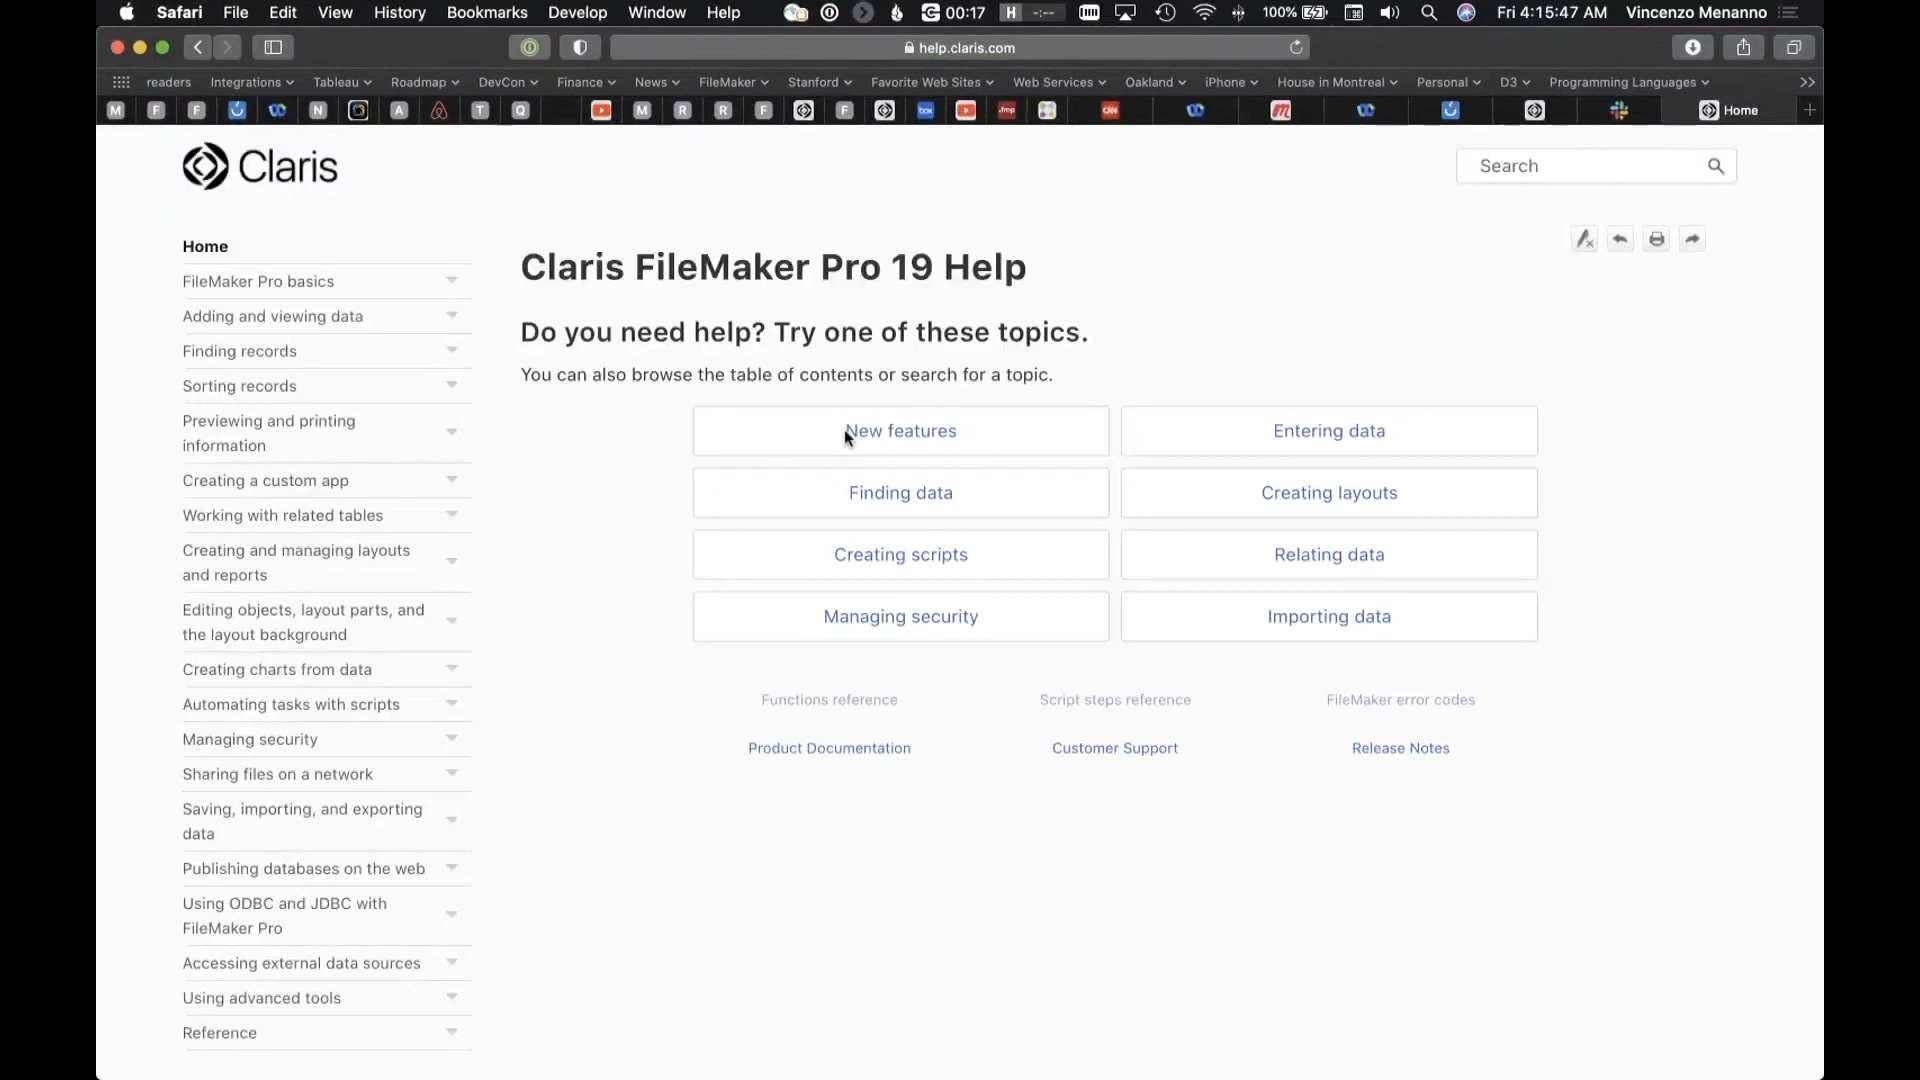 Safari File Edit View History Bookmarks Develop Window Help 00:17 H -:-- 100% Fri 4:15:47 AM Vincenzo Menanno
help.claris.com
readers Integrations Tableau Roadmap DevCon Finance News FileMaker Stanford Favorite Web Sites Web Services Oakland iPhone House in Montreal Personal D3 Programming Languages
M F F N A T Q M R R F F box fmp CNN m Home
Claris
Search
Home
FileMaker Pro basics
Adding and viewing data
Finding records
Sorting records
Previewing and printing
information
Creating a custom app
Working with related tables
Creating and managing layouts
and reports
Editing objects, layout parts, and
the layout background
Creating charts from data
Automating tasks with scripts
Managing security
Sharing files on a network
Saving, importing, and exporting
data
Publishing databases on the web
Using ODBC and JDBC with
FileMaker Pro
Accessing external data sources
Using advanced tools
Reference
Claris FileMaker Pro 19 Help
Do you need help? Try one of these topics.
You can also browse the table of contents or search for a topic.
New features
Entering data
Finding data
Creating layouts
Creating scripts
Relating data
Managing security
Importing data
Functions reference
Script steps reference
FileMaker error codes
Product Documentation
Customer Support
Release Notes